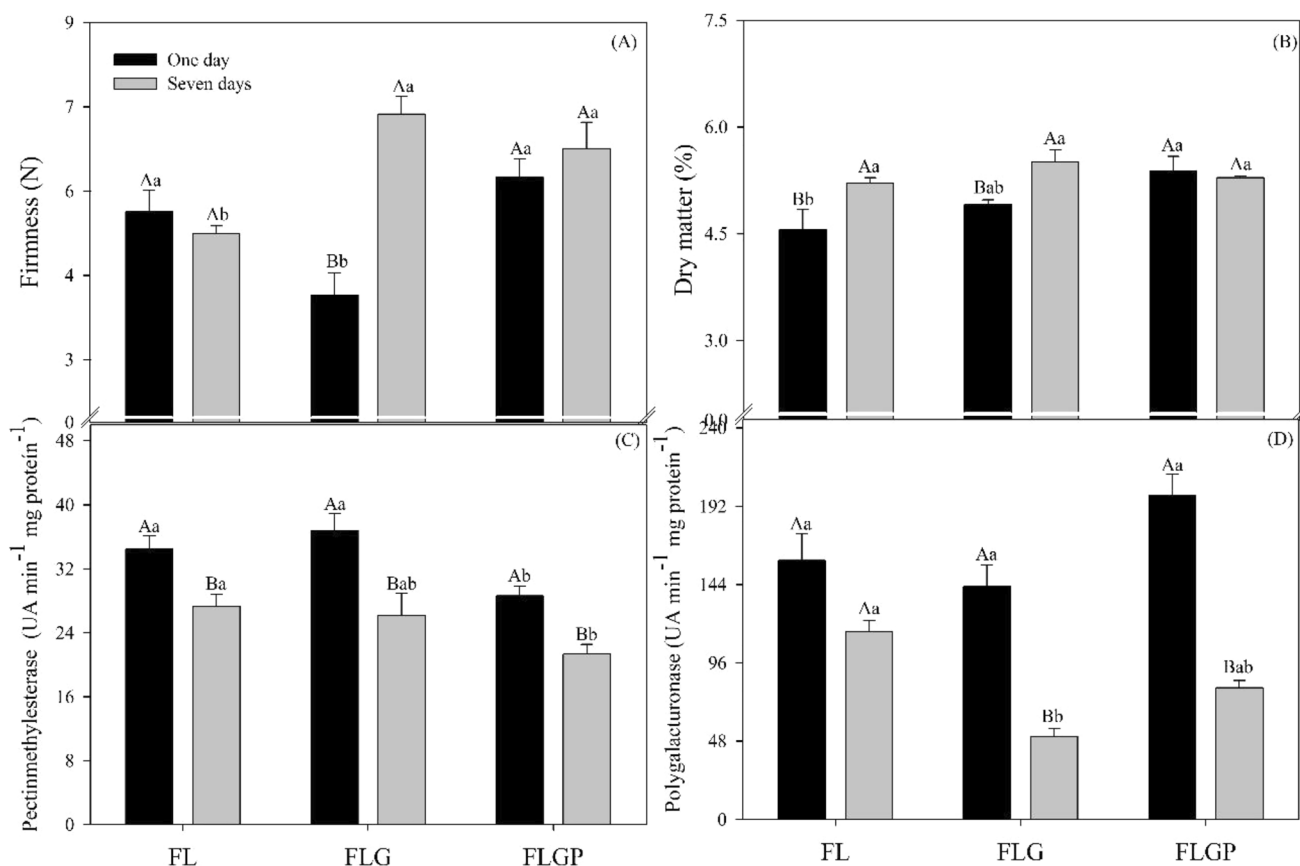 (A)
One day
Seven days
Firmness (N)
9
7
6
4
3
0
Aa
Ab
Bb
Aa
Aa
Aa
(B)
Dry matter (%)
7.5
6.0
4.5
3.0
0.0
Bb
Aa
Bab
Aa
Aa
Aa
(C)
Pectinmethylesterase (UA min⁻¹ mg protein⁻¹)
48
40
32
24
16
8
0
Aa
Ba
Aa
Bab
Ab
Bb
FL
FLG
FLGP
(D)
Polygalacturonase (UA min⁻¹ mg protein⁻¹)
240
192
144
96
48
0
Aa
Aa
Aa
Bb
Aa
Bab
FL
FLG
FLGP